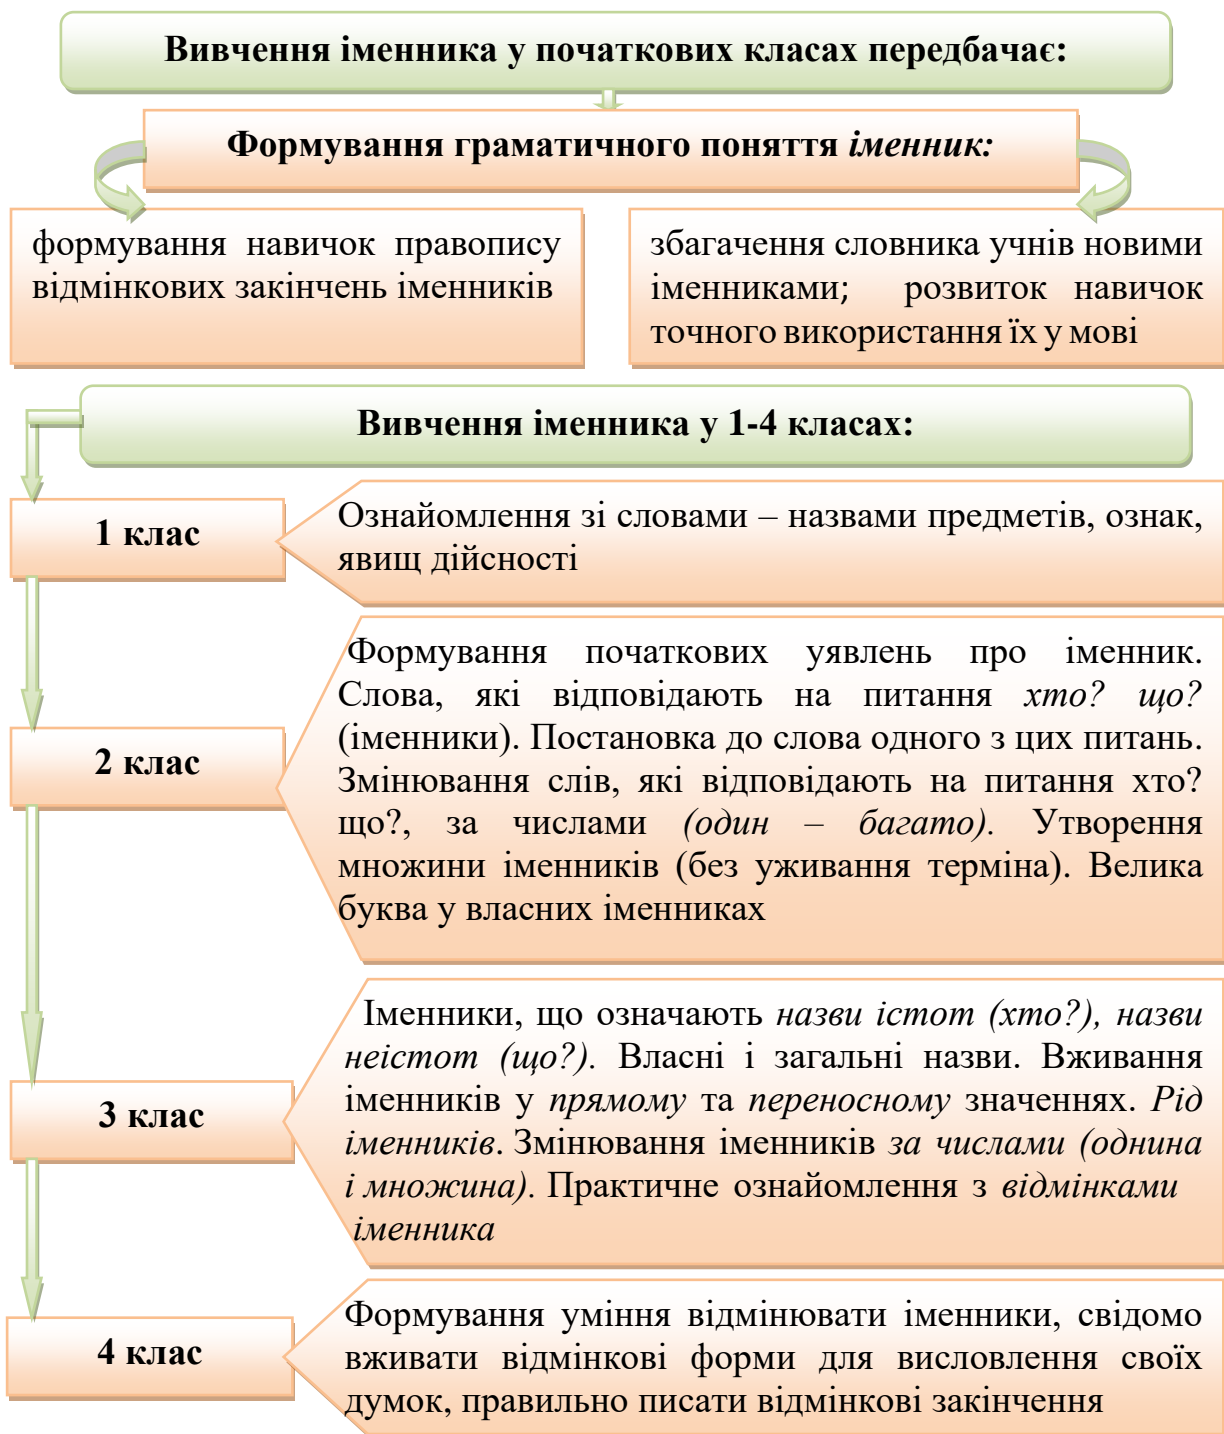 Вивчення іменника у початкових класах передбачає:
Формування граматичного поняття іменник:
формування навичок правопису
відмінкових закінчень іменників
збагачення словника учнів новими
іменниками; розвиток навичок
точного використання їх у мові
Вивчення іменника у 1-4 класах:
1 клас
Ознайомлення зі словами – назвами предметів, ознак,
явищ дійсності
2 клас
Формування початкових уявлень про іменник.
Слова, які відповідають на питання хто? що?
(іменники). Постановка до слова одного з цих питань.
Змінювання слів, які відповідають на питання хто?
що?, за числами (один – багато). Утворення
множини іменників (без уживання терміна). Велика
буква у власних іменниках
3 клас
Іменники, що означають назви істот (хто?), назви
неістот (що?). Власні і загальні назви. Вживання
іменників у прямому та переносному значеннях. Рід
іменників. Змінювання іменників за числами (однина
і множина). Практичне ознайомлення з відмінками
іменника
4 клас
Формування уміння відмінювати іменники, свідомо
вживати відмінкові форми для висловлення своїх
думок, правильно писати відмінкові закінчення